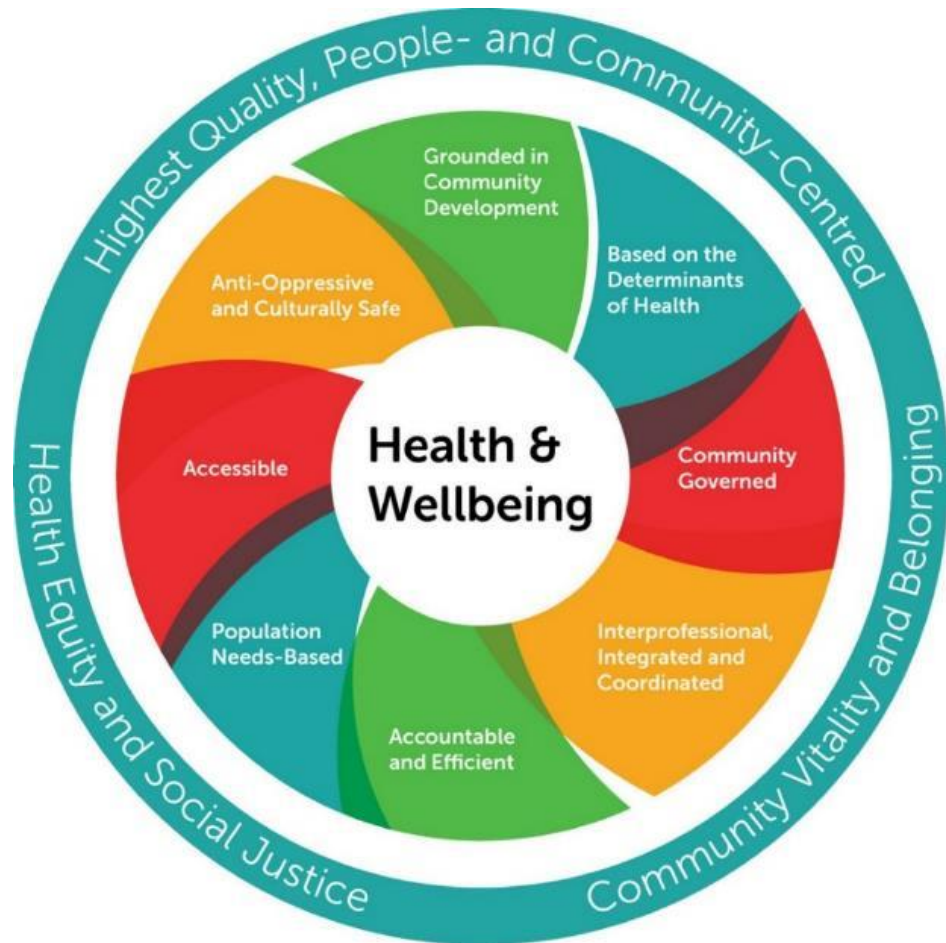 Highest Quality, People- and Community-Centred
Grounded in
Community
Development
Based on the
Determinants
of Health
Anti-Oppressive
and Culturally Safe
Health &
Wellbeing
Accessible
Community
Governed
Population
Needs-Based
Interprofessional,
Integrated and
Coordinated
Accountable
and Efficient
Health Equity and Social Justice
Community Vitality and Belonging